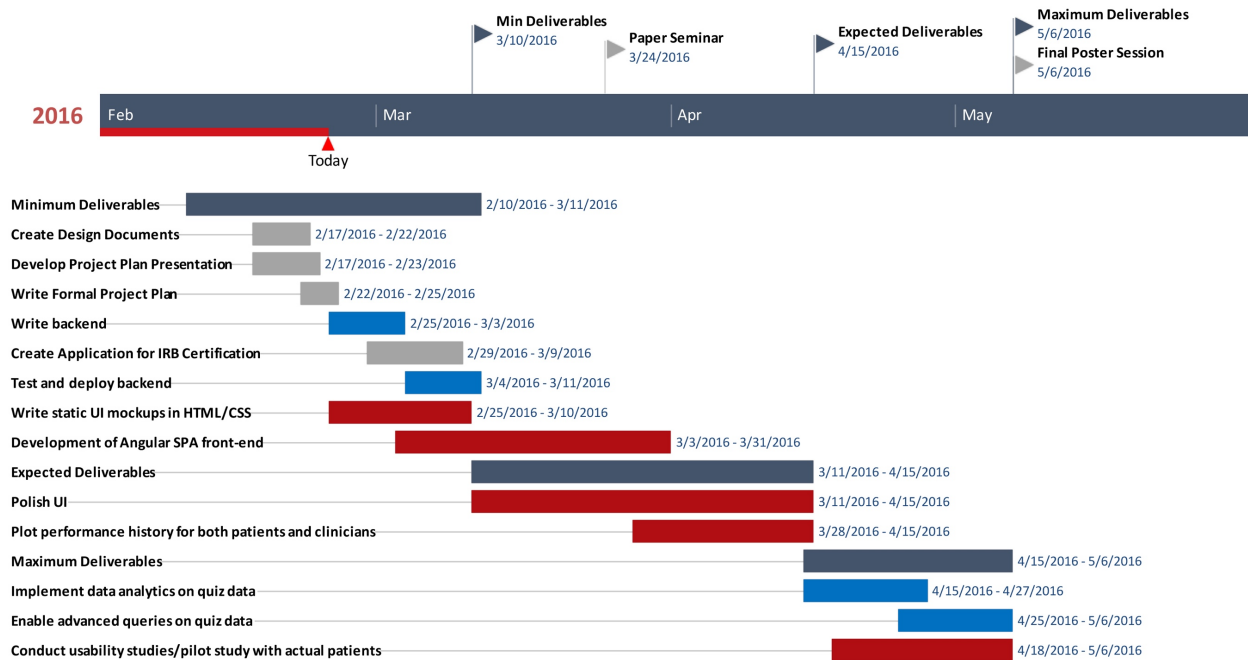 Min Deliverables
3/10/2016
Paper Seminar
3/24/2016
Expected Deliverables
4/15/2016
Maximum Deliverables
5/6/2016
Final Poster Session
5/6/2016
2016 Feb Mar Apr May
Today
Minimum Deliverables 2/10/2016 - 3/11/2016
Create Design Documents 2/17/2016 - 2/22/2016
Develop Project Plan Presentation 2/17/2016 - 2/23/2016
Write Formal Project Plan 2/22/2016 - 2/25/2016
Write backend 2/25/2016 - 3/3/2016
Create Application for IRB Certification 2/29/2016 - 3/9/2016
Test and deploy backend 3/4/2016 - 3/11/2016
Write static UI mockups in HTML/CSS 2/25/2016 - 3/10/2016
Development of Angular SPA front-end 3/3/2016 - 3/31/2016
Expected Deliverables 3/11/2016 - 4/15/2016
Polish UI 3/11/2016 - 4/15/2016
Plot performance history for both patients and clinicians 3/28/2016 - 4/15/2016
Maximum Deliverables 4/15/2016 - 5/6/2016
Implement data analytics on quiz data 4/15/2016 - 4/27/2016
Enable advanced queries on quiz data 4/25/2016 - 5/6/2016
Conduct usability studies/pilot study with actual patients 4/18/2016 - 5/6/2016